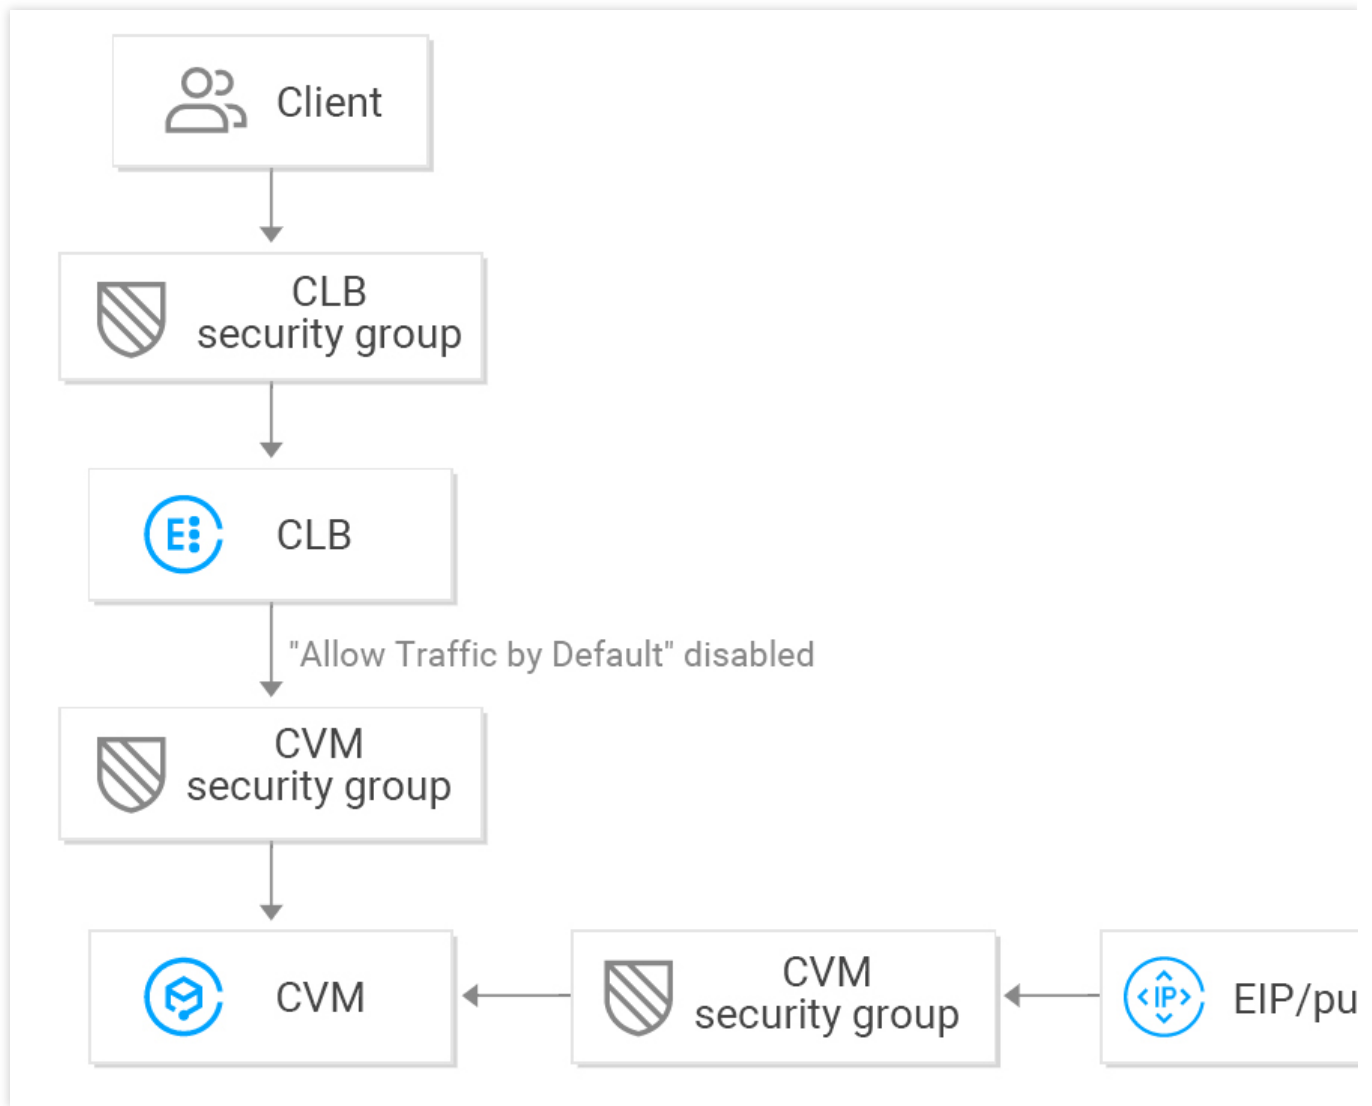 Client
CLB
security group
CLB
"Allow Traffic by Default" disabled
CVM
security group
CVM
CVM
security group
IP
EIP/pu